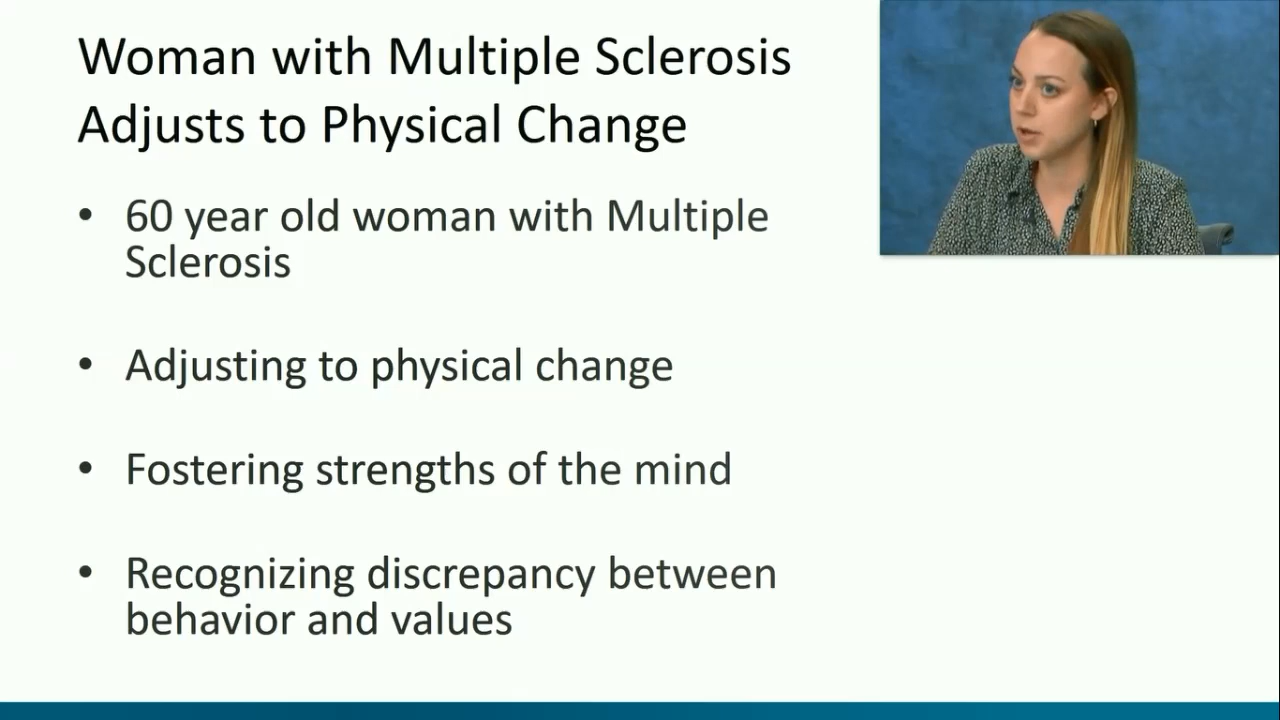 Woman with Multiple Sclerosis
Adjusts to Physical Change
• 60 year old woman with Multiple
Sclerosis
• Adjusting to physical change
• Fostering strengths of the mind
• Recognizing discrepancy between
behavior and values